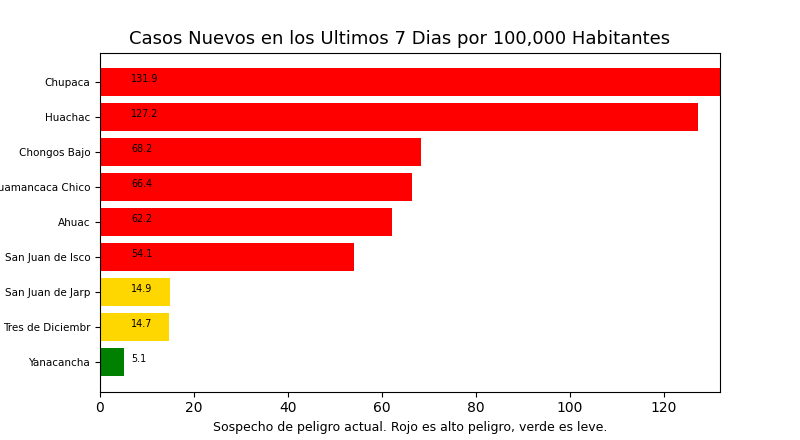 Casos Nuevos en los Ultimos 7 Dias por 100,000 Habitantes
Chupaca 131.9
Huachac 127.2
Chongos Bajo 68.2
uamancaca Chico 66.4
Ahuac 62.2
San Juan de Isco 54.1
San Juan de Jarp 14.9
Tres de Diciembr 14.7
Yanacancha 5.1
0 20 40 60 80 100 120
Sospecho de peligro actual. Rojo es alto peligro, verde es leve.